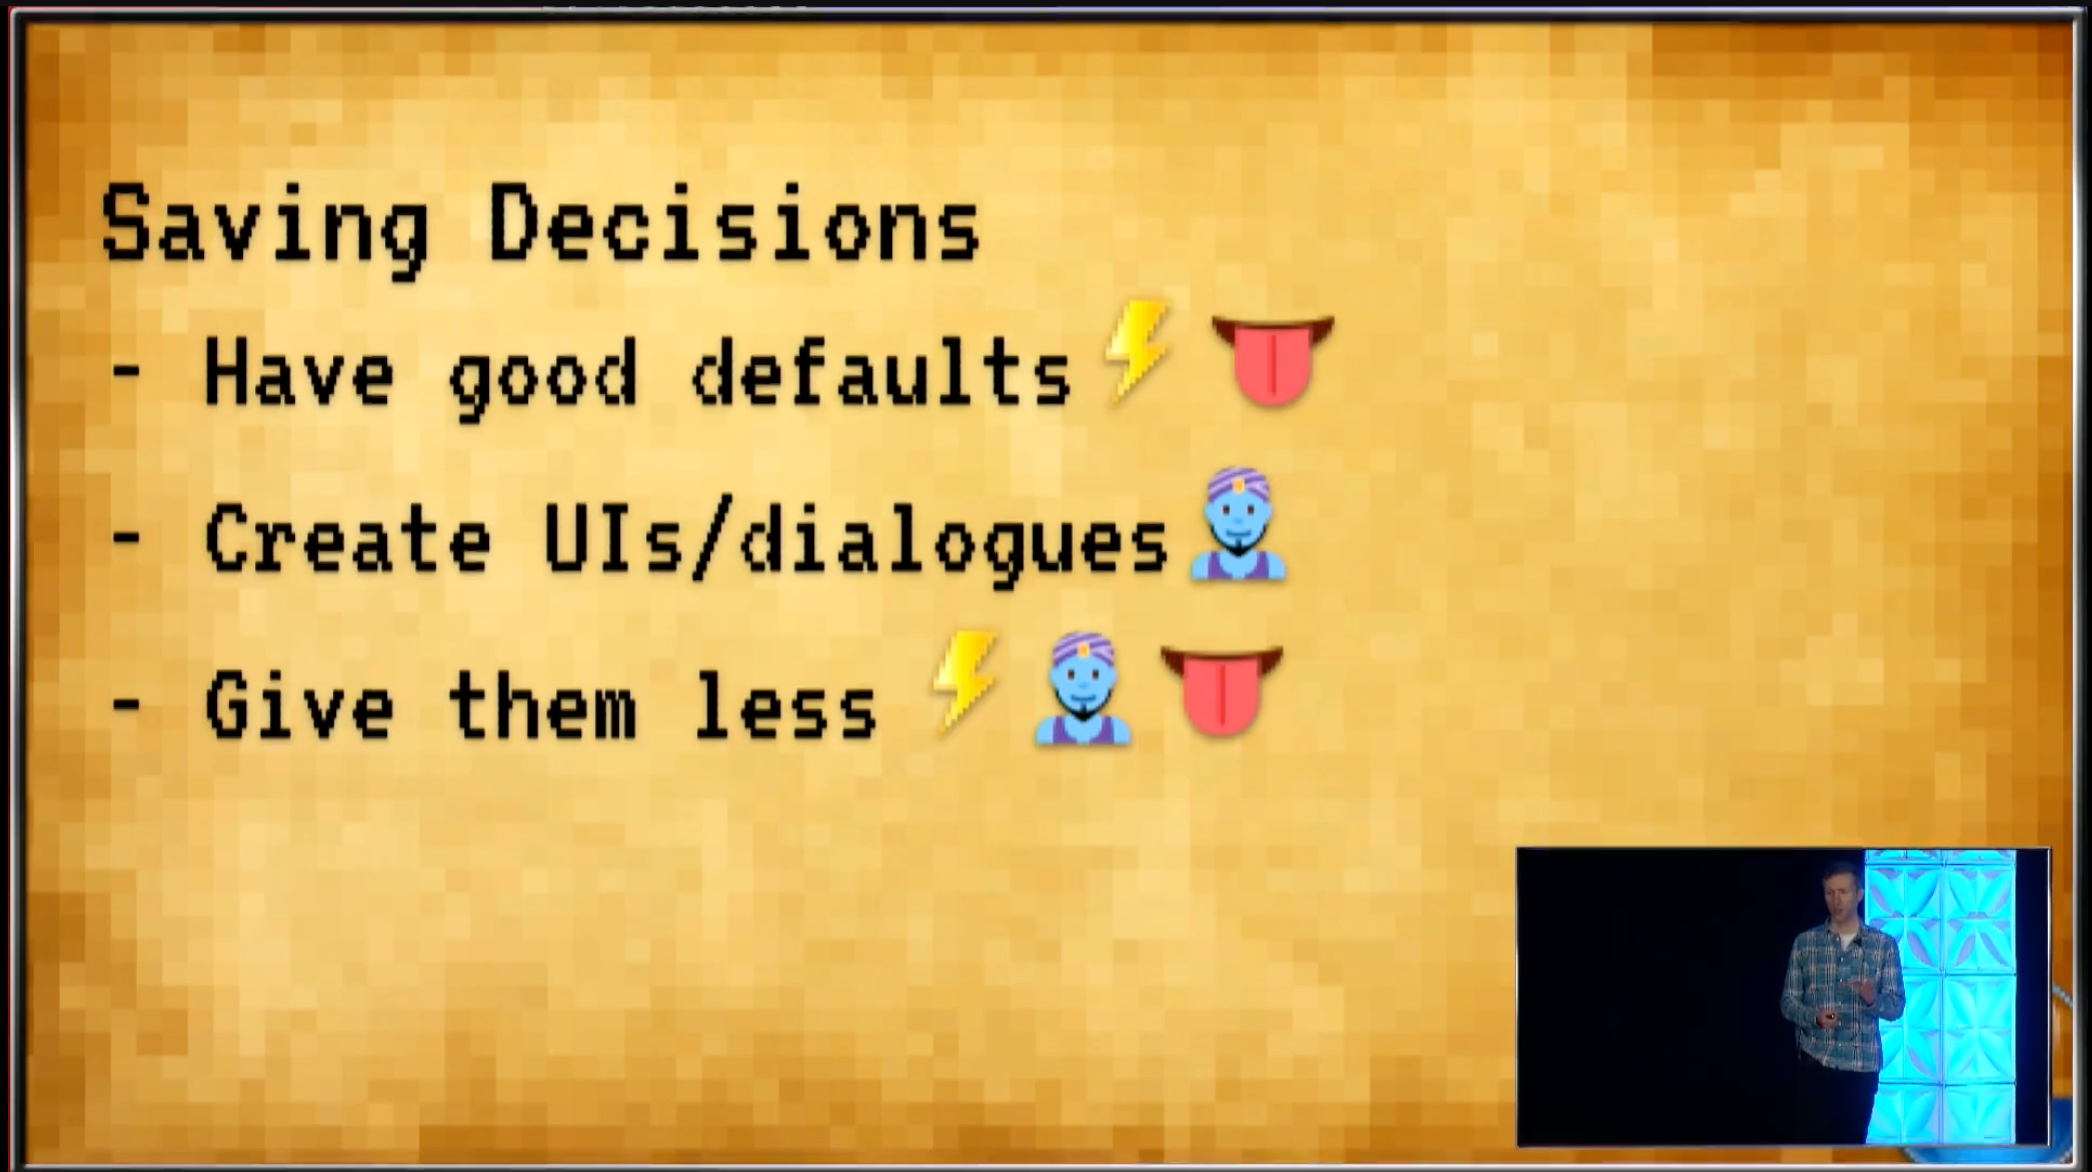 Saving Decisions
- Have good defaults⚡👅
- Create UIs/dialogues🧞‍♂️
- Give them less ⚡🧞‍♂️👅